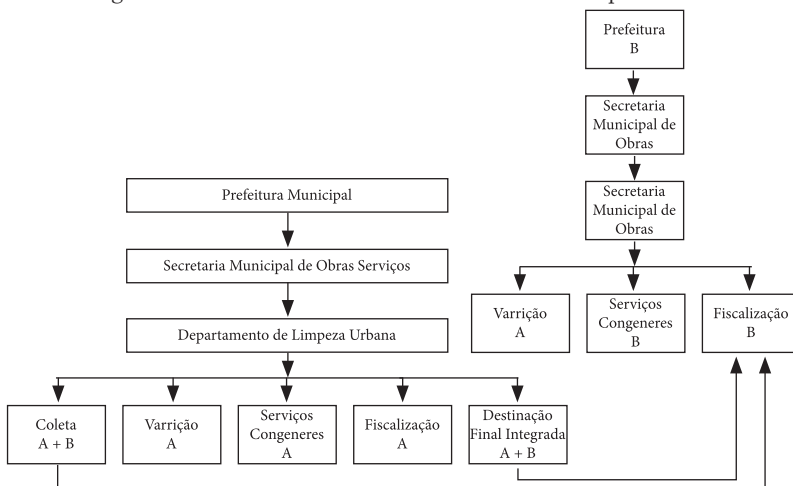 Prefeitura
B
Secretaria
Municipal de
Obras
Secretaria
Municipal de
Obras
Varrição
A
Serviços
Congeneres
B
Fiscalização
B
Prefeitura Municipal
Secretaria Municipal de Obras Serviços
Departamento de Limpeza Urbana
Coleta
A + B
Varrição
A
Serviços
Congeneres
A
Fiscalização
A
Destinação
Final Integrada
A + B